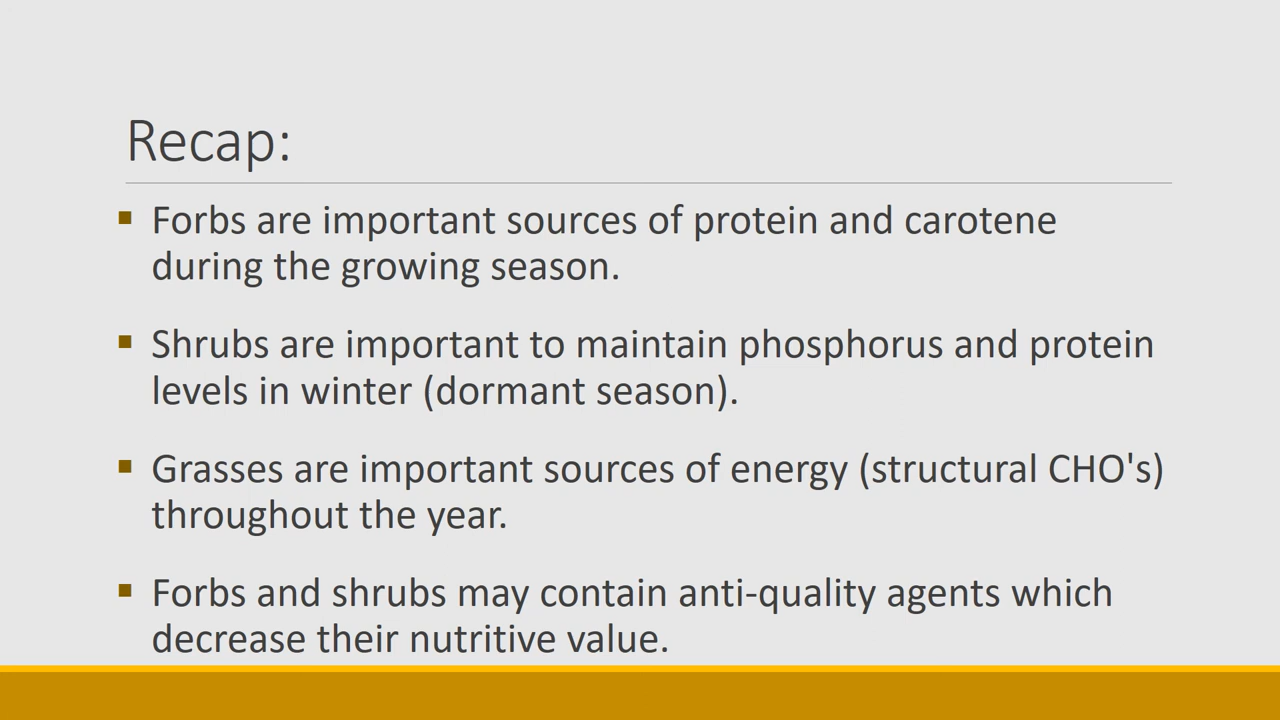 Recap:
▪ Forbs are important sources of protein and carotene
during the growing season.
▪ Shrubs are important to maintain phosphorus and protein
levels in winter (dormant season).
▪ Grasses are important sources of energy (structural CHO's)
throughout the year.
▪ Forbs and shrubs may contain anti-quality agents which
decrease their nutritive value.